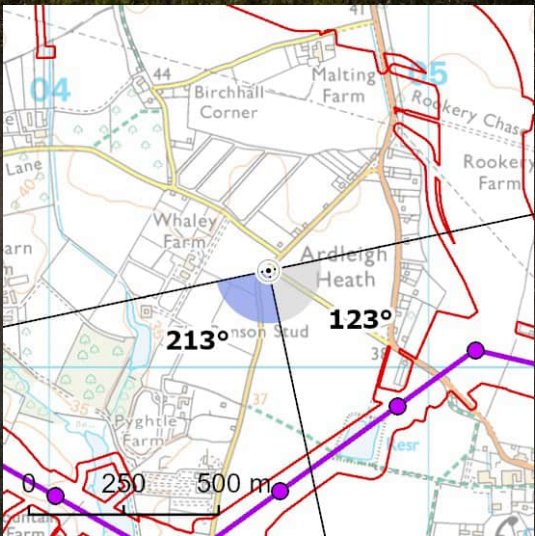 41
05
04
44
Malting
Farm
Birchhall
Corner
Rookery Chase
Lane
Rookery
Farm
40
Whaley
Farm
Ardleigh
Heath
123°
213°
Stud
38
37
35
Pyghtle
Farm
Resr
0 250 500 m
Farm